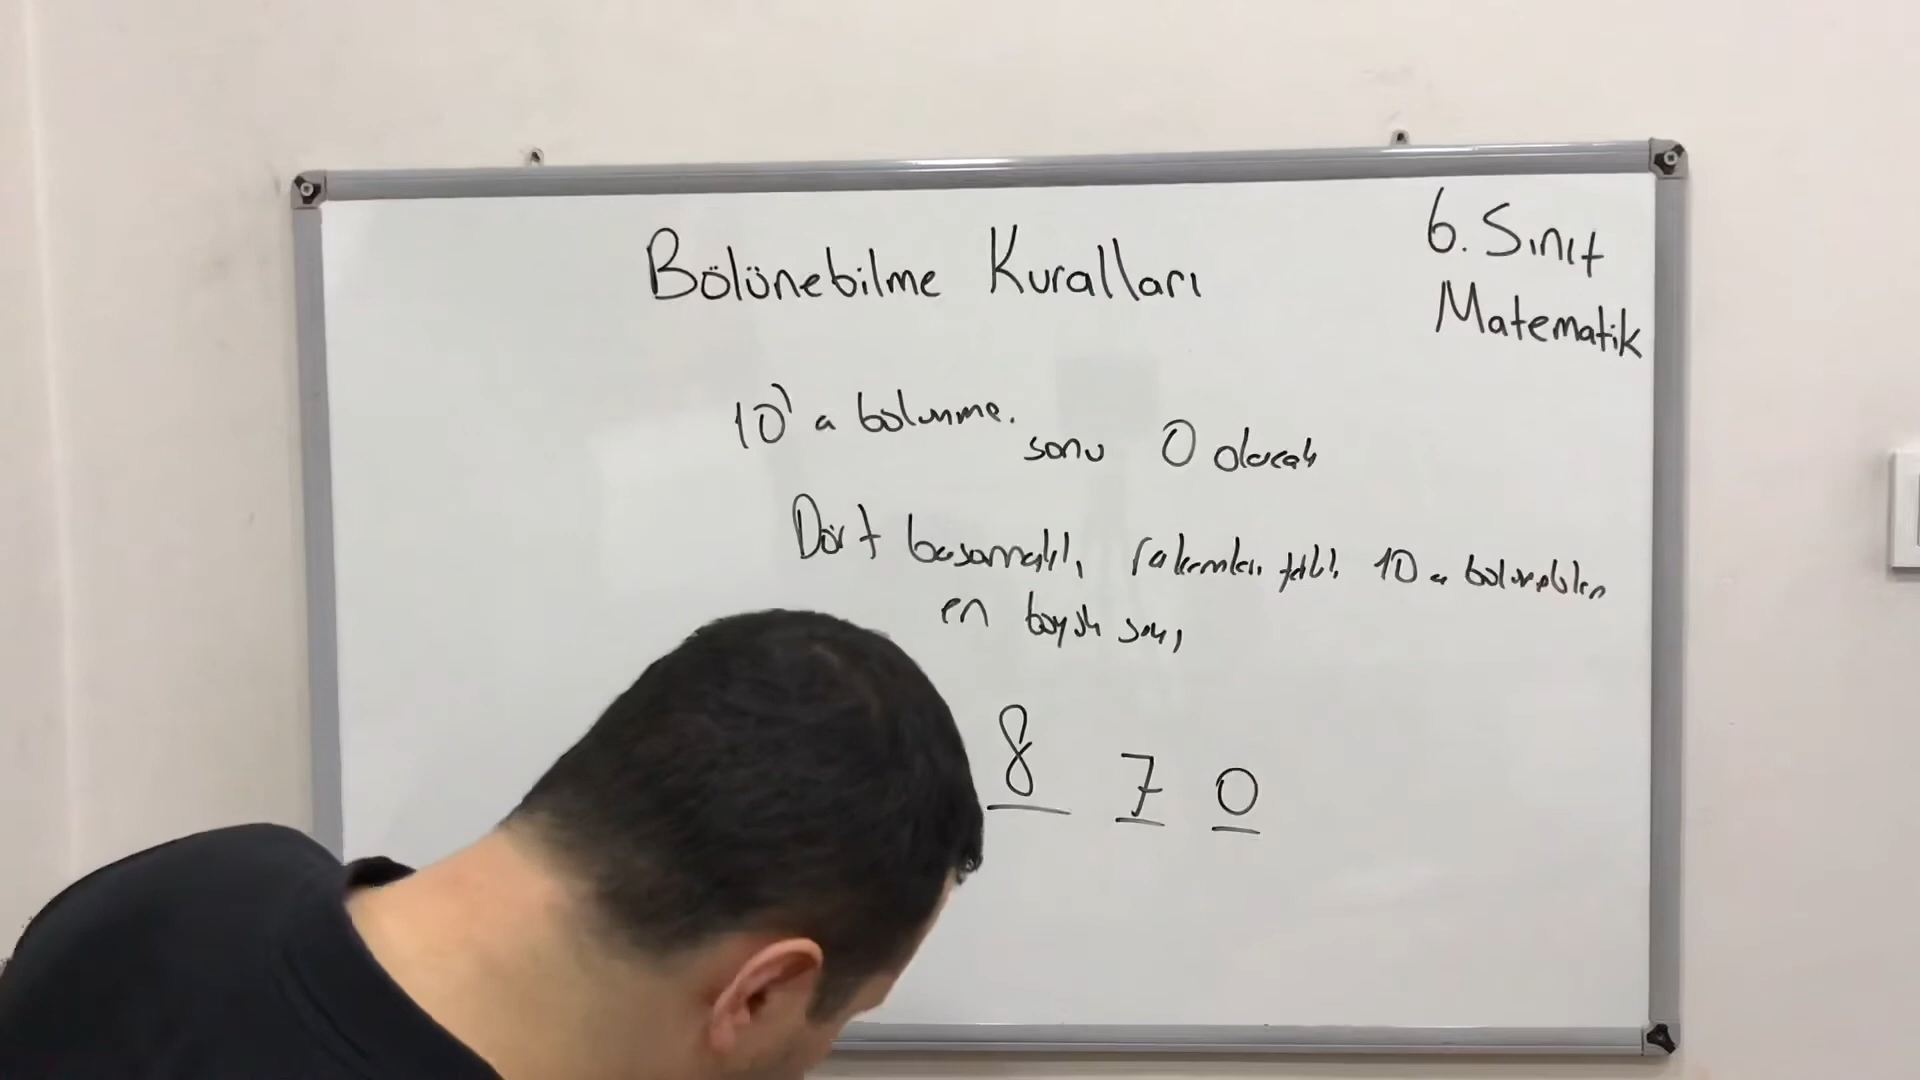 Bölünebilme Kuralları
6. Sınıf
Matematik
10' a bölünme.
sonu 0 olacak
Dört basamaklı, rakamları farklı 10 a bölünebilen
en büyük sayı
8 7 0